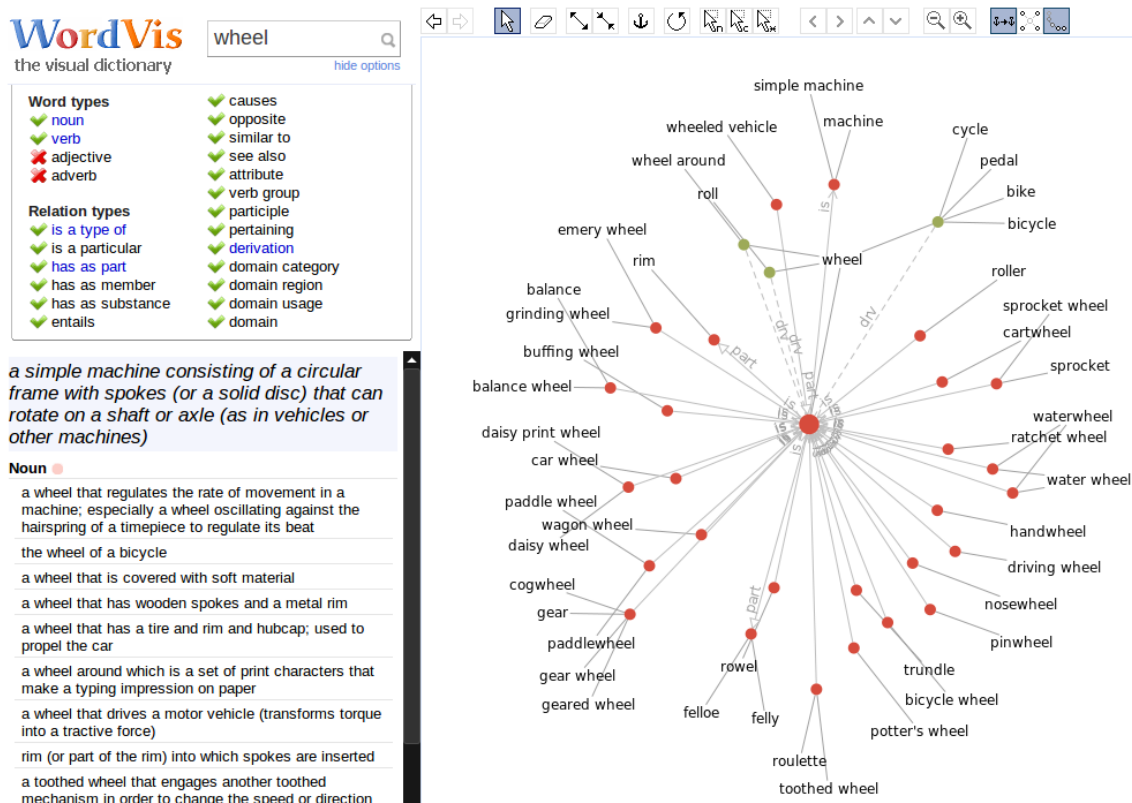 WordVis
the visual dictionary
wheel
hide options
Word types
noun
verb
adjective
adverb
Relation types
is a type of
is a particular
has as part
has as member
has as substance
entails
causes
opposite
similar to
see also
attribute
verb group
participle
pertaining
derivation
domain category
domain region
domain usage
domain
a simple machine consisting of a circular
frame with spokes (or a solid disc) that can
rotate on a shaft or axle (as in vehicles or
other machines)
Noun
a wheel that regulates the rate of movement in a
machine; especially a wheel oscillating against the
hairspring of a timepiece to regulate its beat
the wheel of a bicycle
a wheel that is covered with soft material
a wheel that has wooden spokes and a metal rim
a wheel that has a tire and rim and hubcap; used to
propel the car
a wheel around which is a set of print characters that
make a typing impression on paper
a wheel that drives a motor vehicle (transforms torque
into a tractive force)
rim (or part of the rim) into which spokes are inserted
a toothed wheel that engages another toothed
mechanism in order to change the speed or direction
n
c
simple machine
machine
wheeled vehicle
cycle
wheel around
pedal
roll
bike
is
bicycle
emery wheel
rim
wheel
roller
balance
sprocket wheel
grinding wheel
drv
cartwheel
drv
drv
buffing wheel
part
sprocket
balance wheel
part
is
waterwheel
daisy print wheel
ratchet wheel
is
car wheel
water wheel
paddle wheel
wagon wheel
handwheel
daisy wheel
driving wheel
cogwheel
part
nosewheel
gear
paddlewheel
pinwheel
rowel
trundle
gear wheel
bicycle wheel
geared wheel
felloe
felly
potter's wheel
roulette
toothed wheel